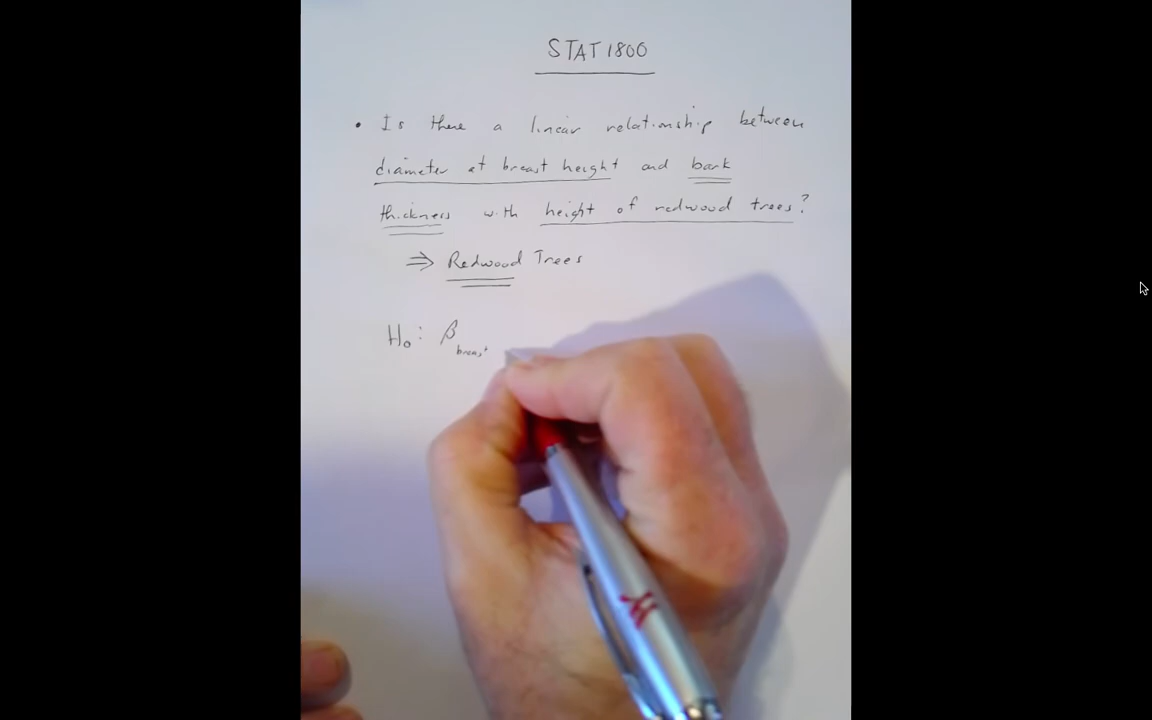 STAT 1800
• Is there a linear relationship between
diameter at breast height and bark
thickness with height of redwood trees?
⇒ Redwood Trees
H₀: β breast